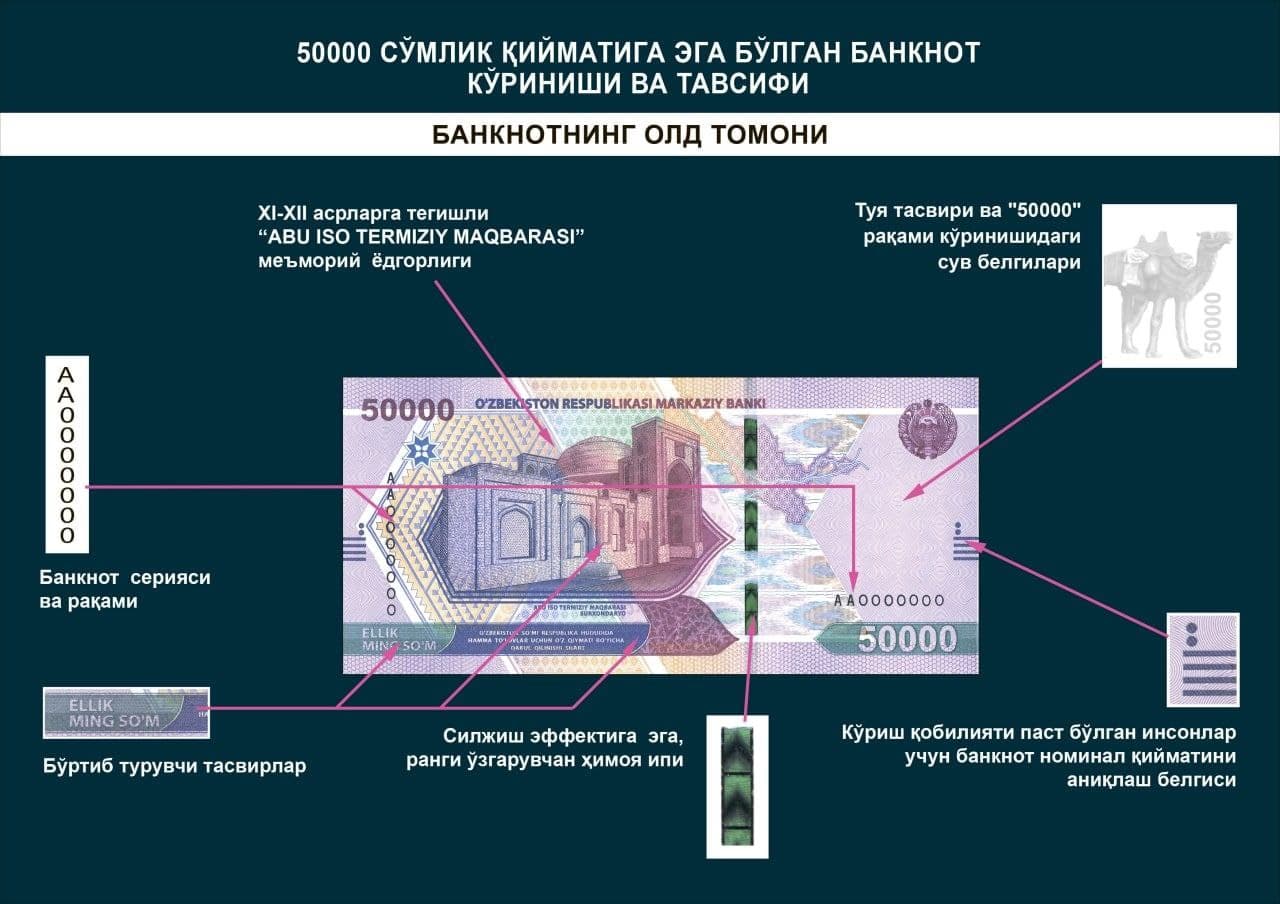 50000 СЎМЛИК ҚИЙМАТИГА ЭГА БЎЛГАН БАНКНОТ
КЎРИНИШИ ВА ТАВСИФИ
БАНКНОТНИНГ ОЛД ТОМОНИ
XI-XII асрларга тегишли
“ABU ISO TERMIZIY MAQBARASI”
меъморий ёдгорлиги
Туя тасвири ва "50000"
рақами кўринишидаги
сув белгилари
50000
AA0000000
Банкнот серияси
ва рақами
50000
O'ZBEKISTON RESPUBLIKASI MARKAZIY BANKI
AA0000000
ABU ISO TERMIZIY MAQBARASI
SURXONDARYO
AA0000000
ELLIK
MING SO'M
O'ZBEKISTON SO'MI RESPUBLIKA HUDUDIDA
HAMMA TO'LOVLAR UCHUN O'Z QIYMATI BO'YICHA
QABUL QILINISHI SHART
50000
ELLIK
MING SO'M
HA
Бўртиб турувчи тасвирлар
Силжиш эффектига эга,
ранги ўзгарувчан ҳимоя ипи
Кўриш қобилияти паст бўлган инсонлар
учун банкнот номинал қийматини
аниқлаш белгиси